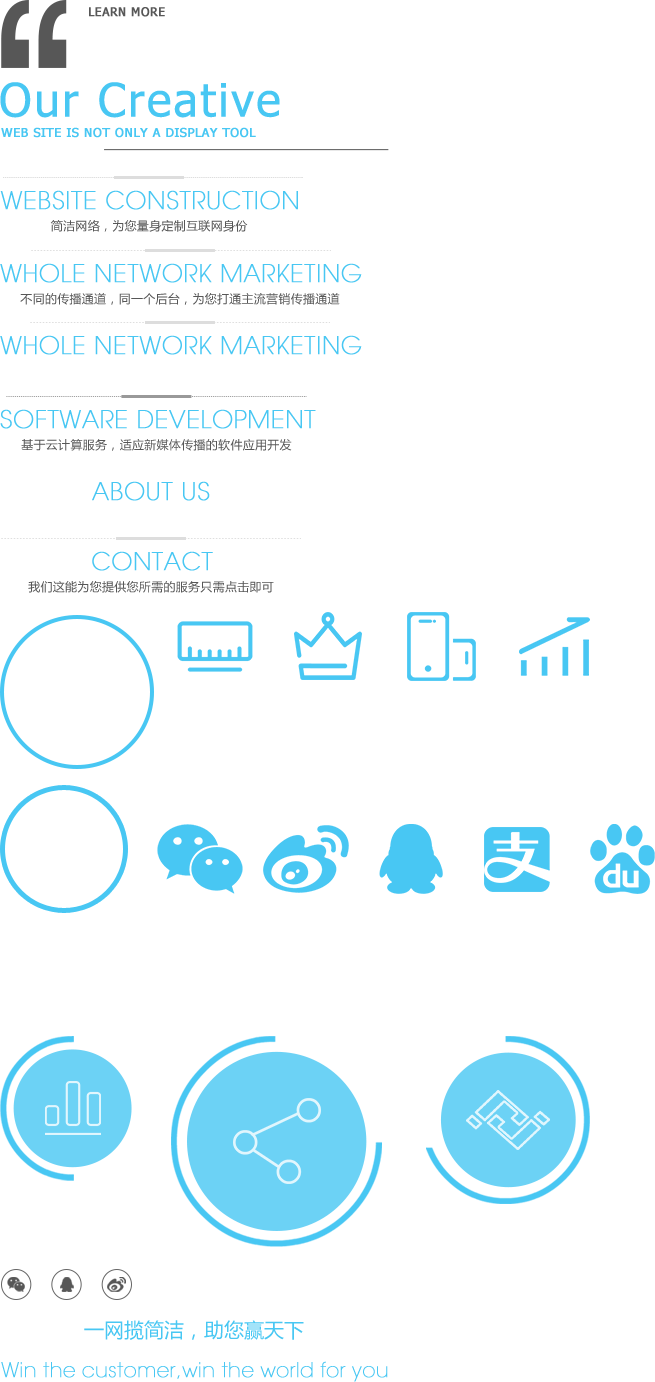 LEARN MORE
Our Creative
WEB SITE IS NOT ONLY A DISPLAY TOOL
WEBSITE CONSTRUCTION
简洁网络，为您量身定制互联网身份
WHOLE NETWORK MARKETING
不同的传播通道，同一个后台，为您打通主流营销传播通道
WHOLE NETWORK MARKETING
SOFTWARE DEVELOPMENT
基于云计算服务，适应新媒体传播的软件应用开发
ABOUT US
CONTACT
我们这能为您提供您所需的服务只需点击即可
支
du
一网揽简洁，助您赢天下
Win the customer,win the world for you